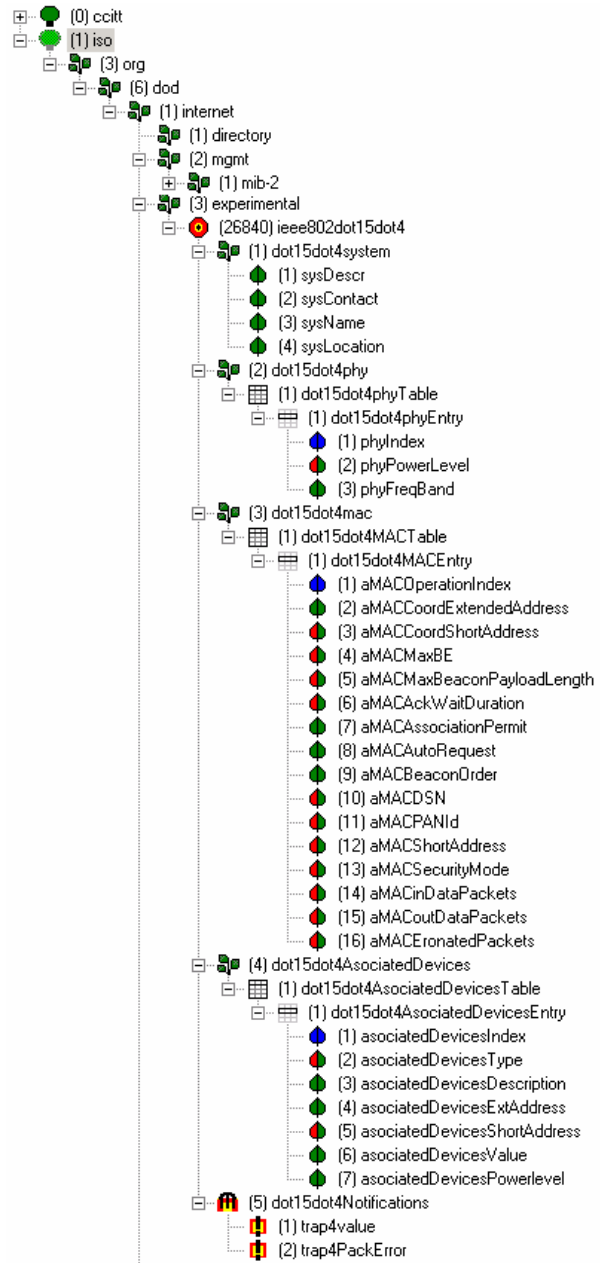 (0) ccitt
(1) iso
(3) org
(6) dod
(1) internet
(1) directory
(2) mgmt
(1) mib-2
(3) experimental
(26840) ieee802dot15dot4
(1) dot15dot4system
(1) sysDescr
(2) sysContact
(3) sysName
(4) sysLocation
(2) dot15dot4phy
(1) dot15dot4phyTable
(1) dot15dot4phyEntry
(1) phyIndex
(2) phyPowerLevel
(3) phyFreqBand
(3) dot15dot4mac
(1) dot15dot4MACTable
(1) dot15dot4MACEntry
(1) aMACOperationIndex
(2) aMACCoordExtendedAddress
(3) aMACCoordShortAddress
(4) aMACMaxBE
(5) aMACMaxBeaconPayloadLength
(6) aMACAckWaitDuration
(7) aMACAssociationPermit
(8) aMACAutoRequest
(9) aMACBeaconOrder
(10) aMACDSN
(11) aMACPANId
(12) aMACShortAddress
(13) aMACSecurityMode
(14) aMACinDataPackets
(15) aMACoutDataPackets
(16) aMACEronatedPackets
(4) dot15dot4AsociatedDevices
(1) dot15dot4AsociatedDevicesTable
(1) dot15dot4AsociatedDevicesEntry
(1) asociatedDevicesIndex
(2) asociatedDevicesType
(3) asociatedDevicesDescription
(4) asociatedDevicesExtAddress
(5) asociatedDevicesShortAddress
(6) asociatedDevicesValue
(7) asociatedDevicesPowerlevel
(5) dot15dot4Notifications
(1) trap4value
(2) trap4PackError